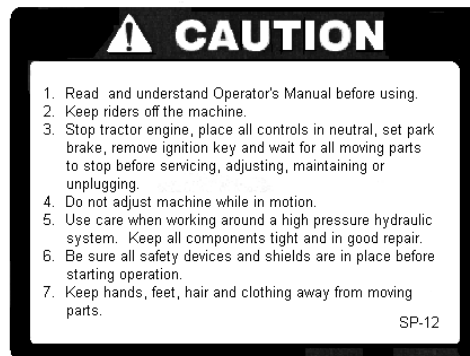 CAUTION
1. Read and understand Operator's Manual before using.
2. Keep riders off the machine.
3. Stop tractor engine, place all controls in neutral, set park
brake, remove ignition key and wait for all moving parts
to stop before servicing, adjusting, maintaining or
unplugging.
4. Do not adjust machine while in motion.
5. Use care when working around a high pressure hydraulic
system. Keep all components tight and in good repair.
6. Be sure all safety devices and shields are in place before
starting operation.
7. Keep hands, feet, hair and clothing away from moving
parts.
SP-12